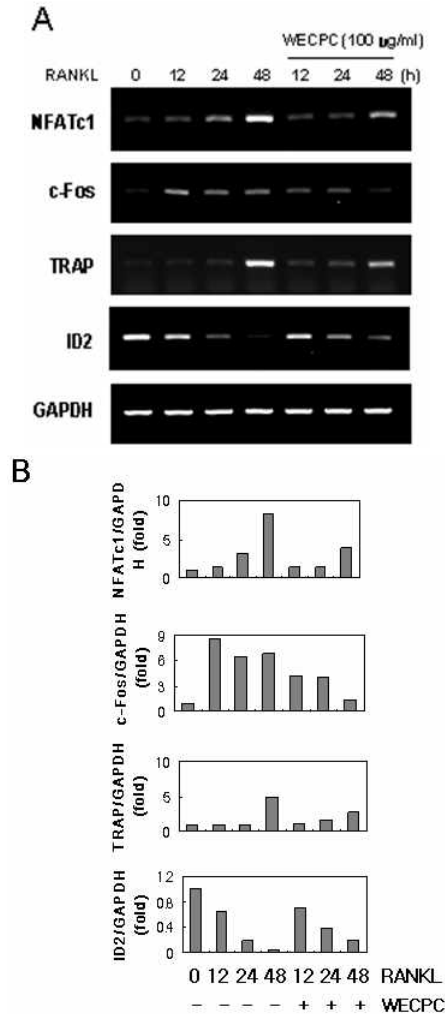 A
WECPC (100 µg/ml)
RANKL 0 12 24 48 12 24 48 (h)
NFATc1
c-Fos
TRAP
ID2
GAPDH
B
NFATc1/GAPD
H (fold)
10
5
0
c-Fos/GAPDH
(fold)
9
6
3
0
TRAP/GAPDH
(fold)
10
5
0
ID2/GAPDH
(fold)
1.2
0.8
0.4
0
0 12 24 48 12 24 48 RANKL
− − − − + + + WECPC